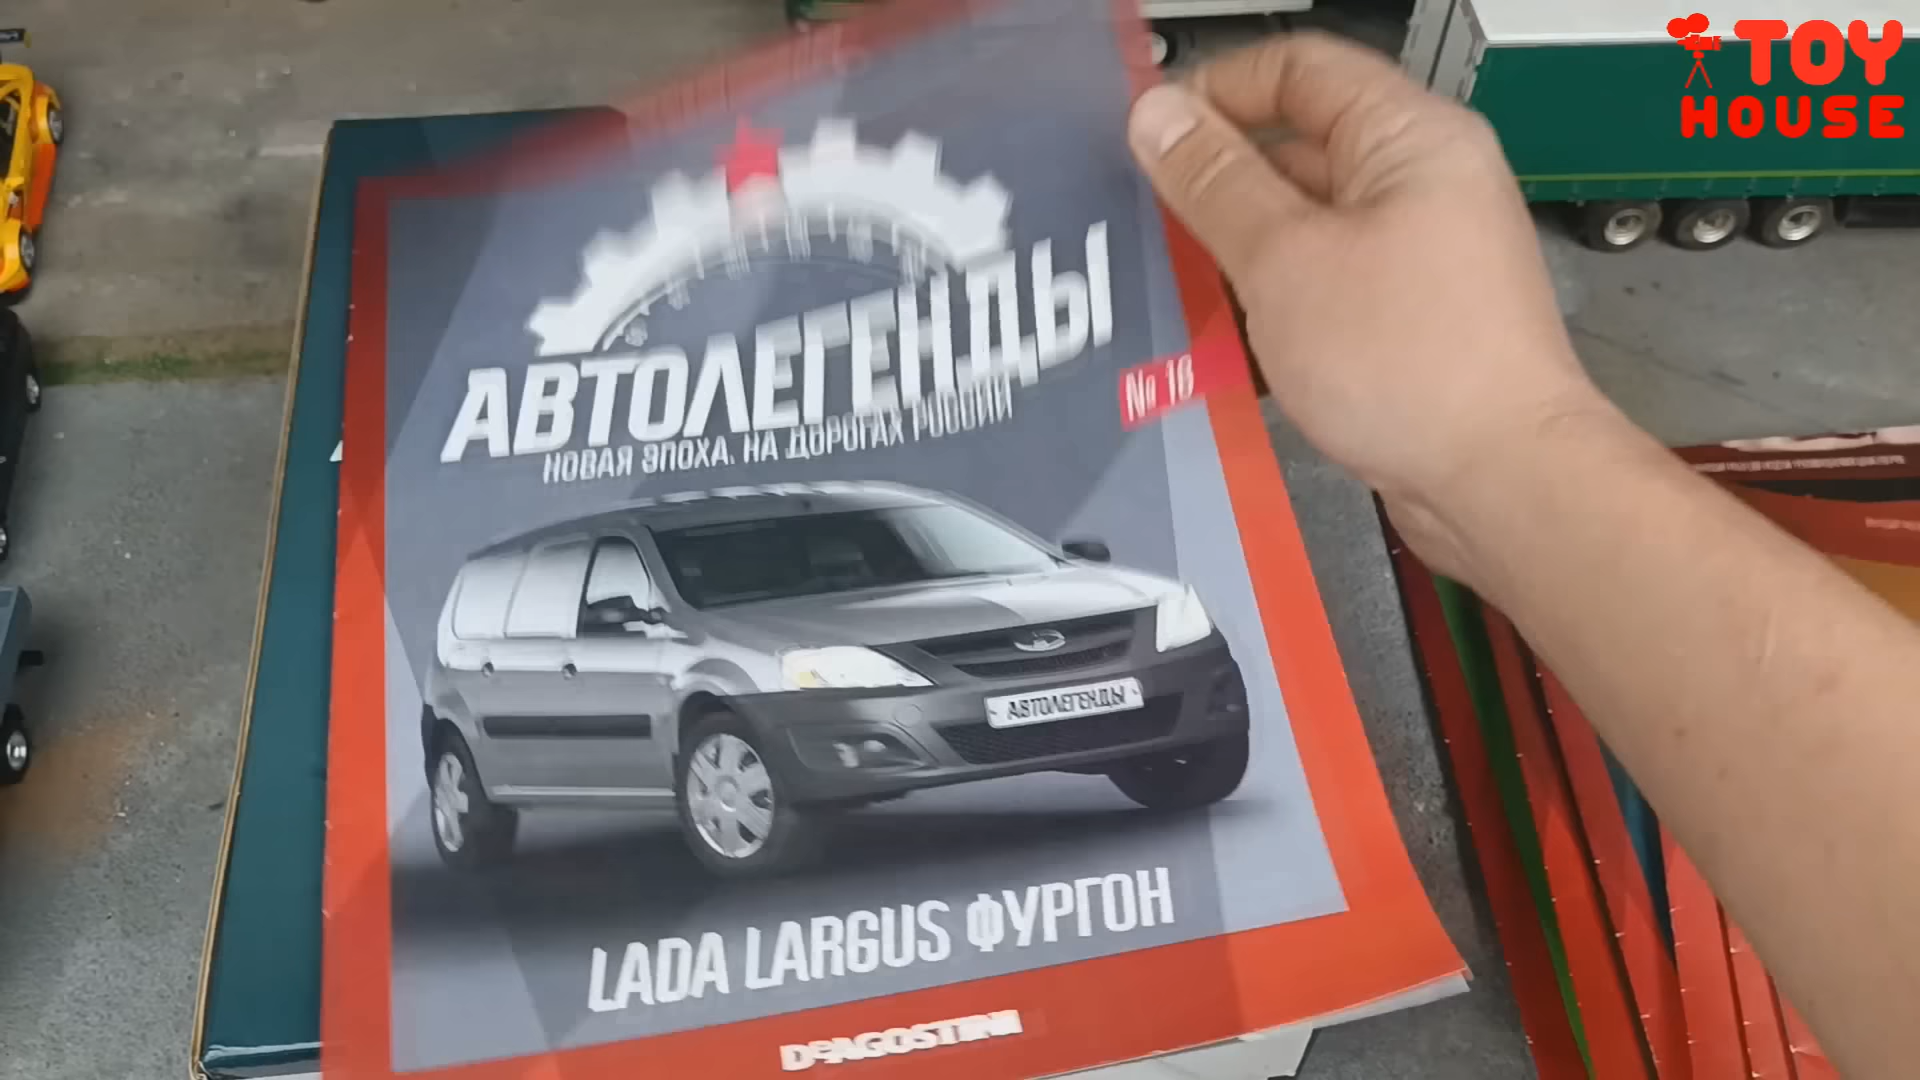 TOY
HOUSE
АВТОЛЕГЕНДЫ
НОВАЯ ЭПОХА. НА ДОРОГАХ РОССИИ
№ 18
АВТОЛЕГЕНДЫ
LADA LARGUS ФУРГОН
DeAGOSTINI